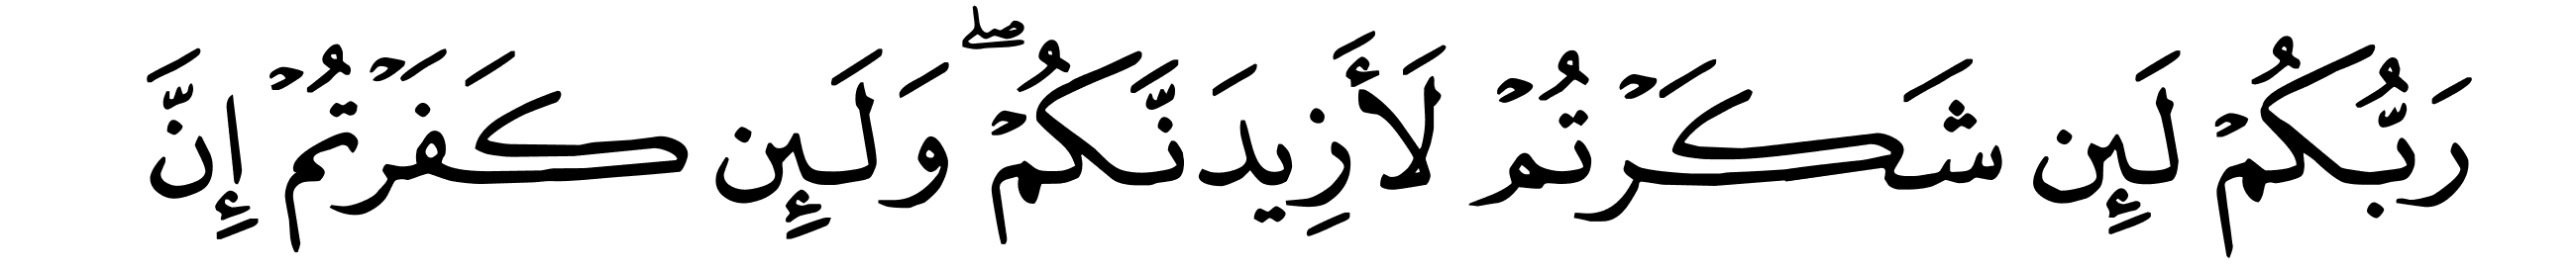 رَبُّكُمْ لَئِن شَكَرْتُمْ لَأَزِيدَنَّكُمْ ۖ وَلَئِن كَفَرْتُمْ إِنَّ